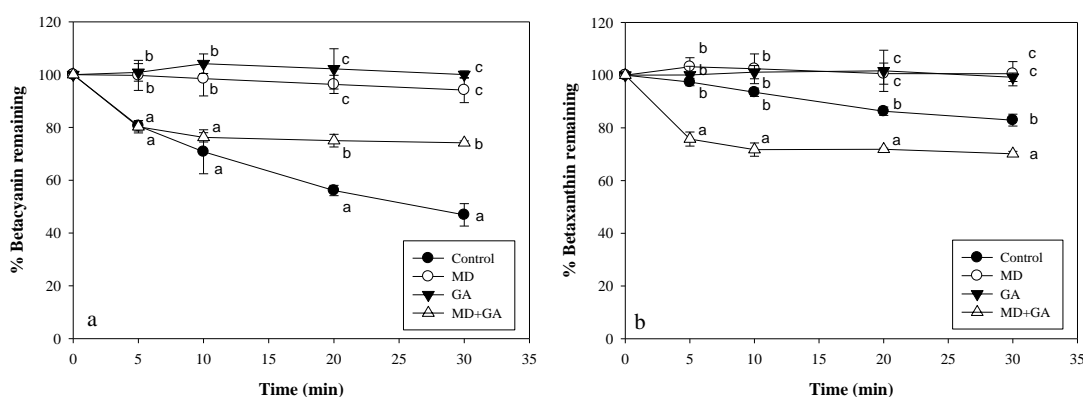 120
100
80
60
40
20
0
% Betacyanin remaining
b
b
c
c
b
b
c
c
a
a
a
b
b
a
a
a
a
a
Control
MD
GA
MD+GA
0 5 10 15 20 25 30 35
Time (min)
120
100
80
60
40
20
0
% Betaxanthin remaining
b
b
c
c
b
b
c
c
b
b
b
b
a
a
a
a
b
Control
MD
GA
MD+GA
0 5 10 15 20 25 30 35
Time (min)